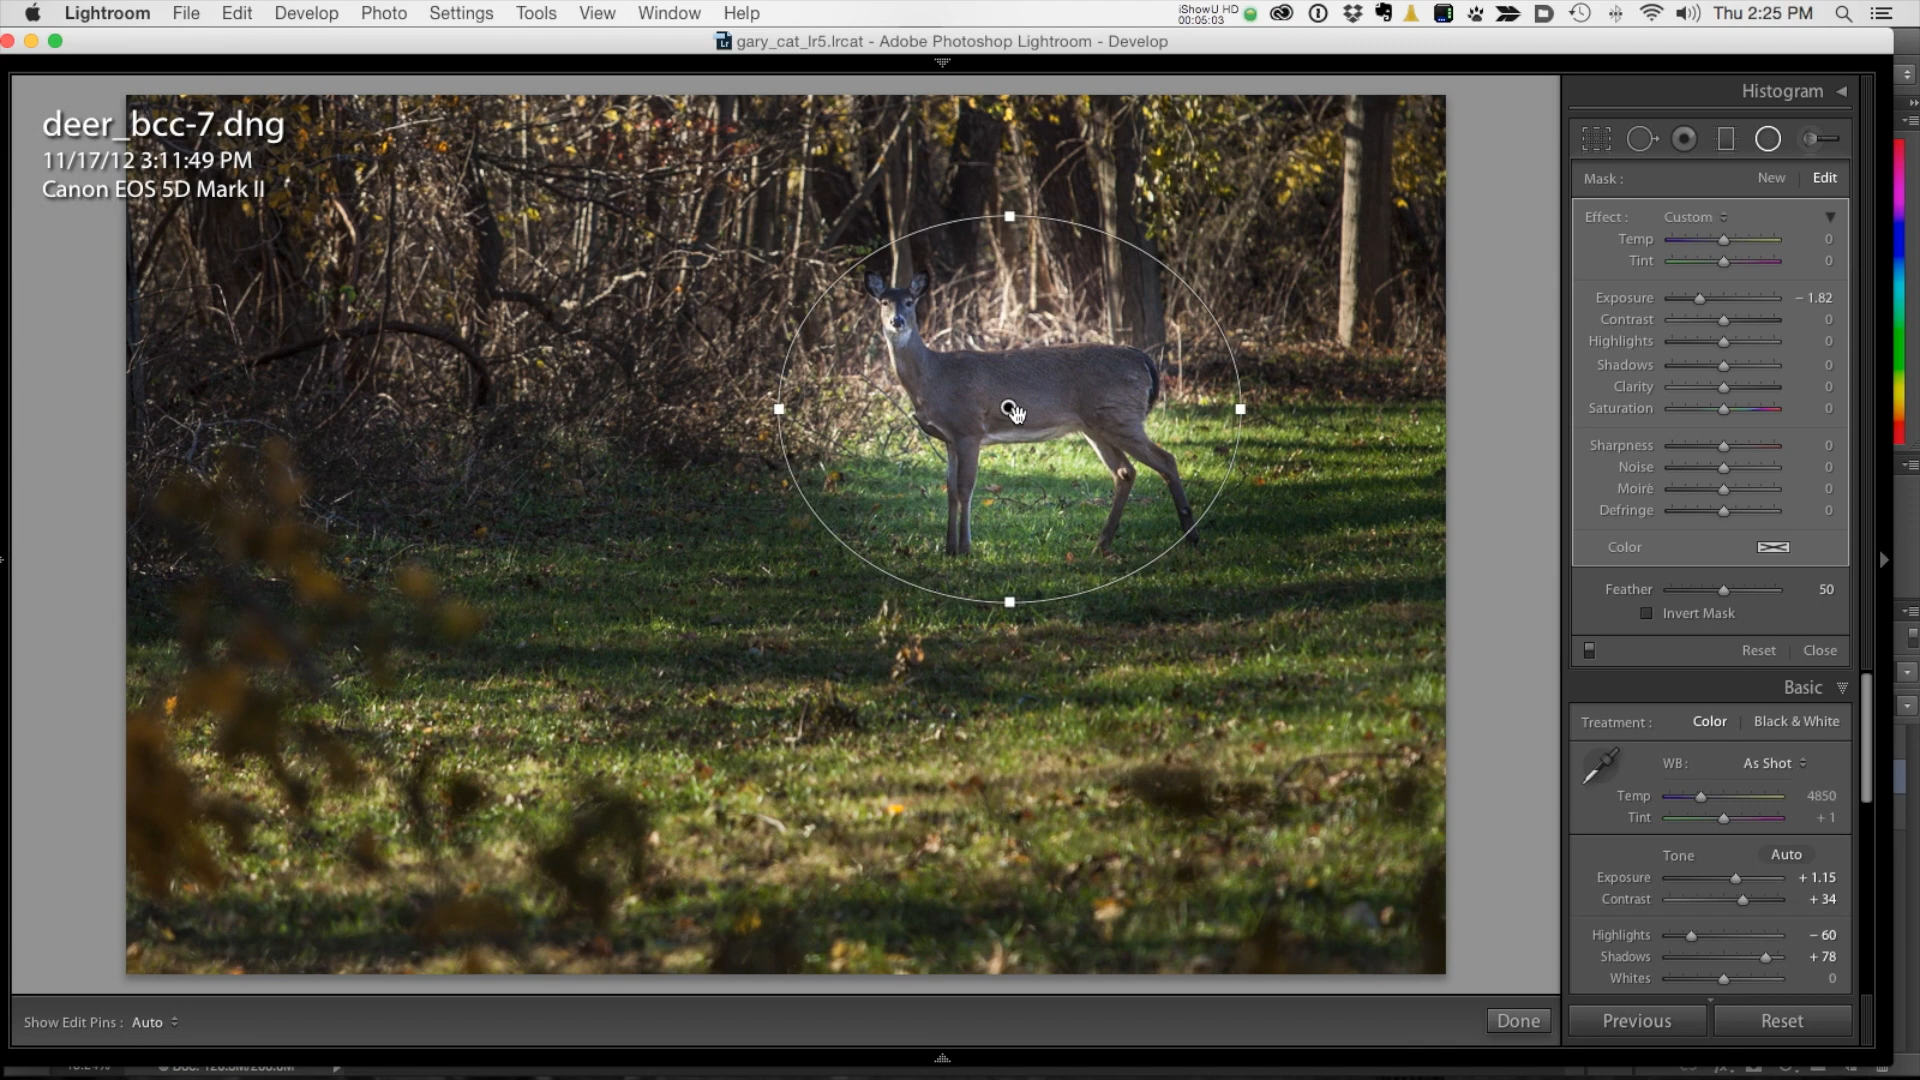 Lightroom File Edit Develop Photo Settings Tools View Window Help iShowU HD 00:05:03 Thu 2:25 PM
gary_cat_lr5.lrcat - Adobe Photoshop Lightroom - Develop
Histogram
deer_bcc-7.dng
11/17/12 3:11:49 PM
Canon EOS 5D Mark II
Mask : New Edit
Effect : Custom
Temp 0
Tint 0
Exposure – 1.82
Contrast 0
Highlights 0
Shadows 0
Clarity 0
Saturation 0
Sharpness 0
Noise 0
Moiré 0
Defringe 0
Color
Feather 50
Invert Mask
Reset Close
Basic
Treatment : Color Black & White
WB : As Shot
Temp 4850
Tint + 1
Tone Auto
Exposure + 1.15
Contrast + 34
Highlights – 60
Shadows + 78
Whites 0
Show Edit Pins : Auto Done Previous Reset